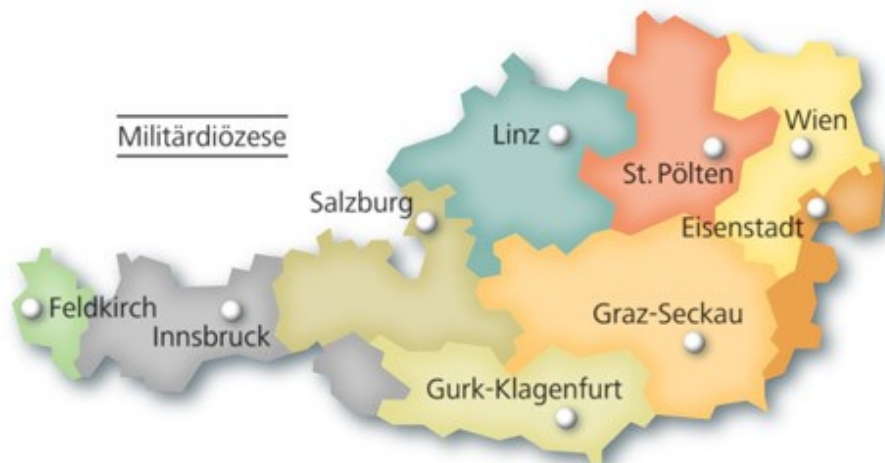 Militärdiözese
Linz
Wien
St. Pölten
Salzburg
Eisenstadt
Feldkirch
Innsbruck
Graz-Seckau
Gurk-Klagenfurt